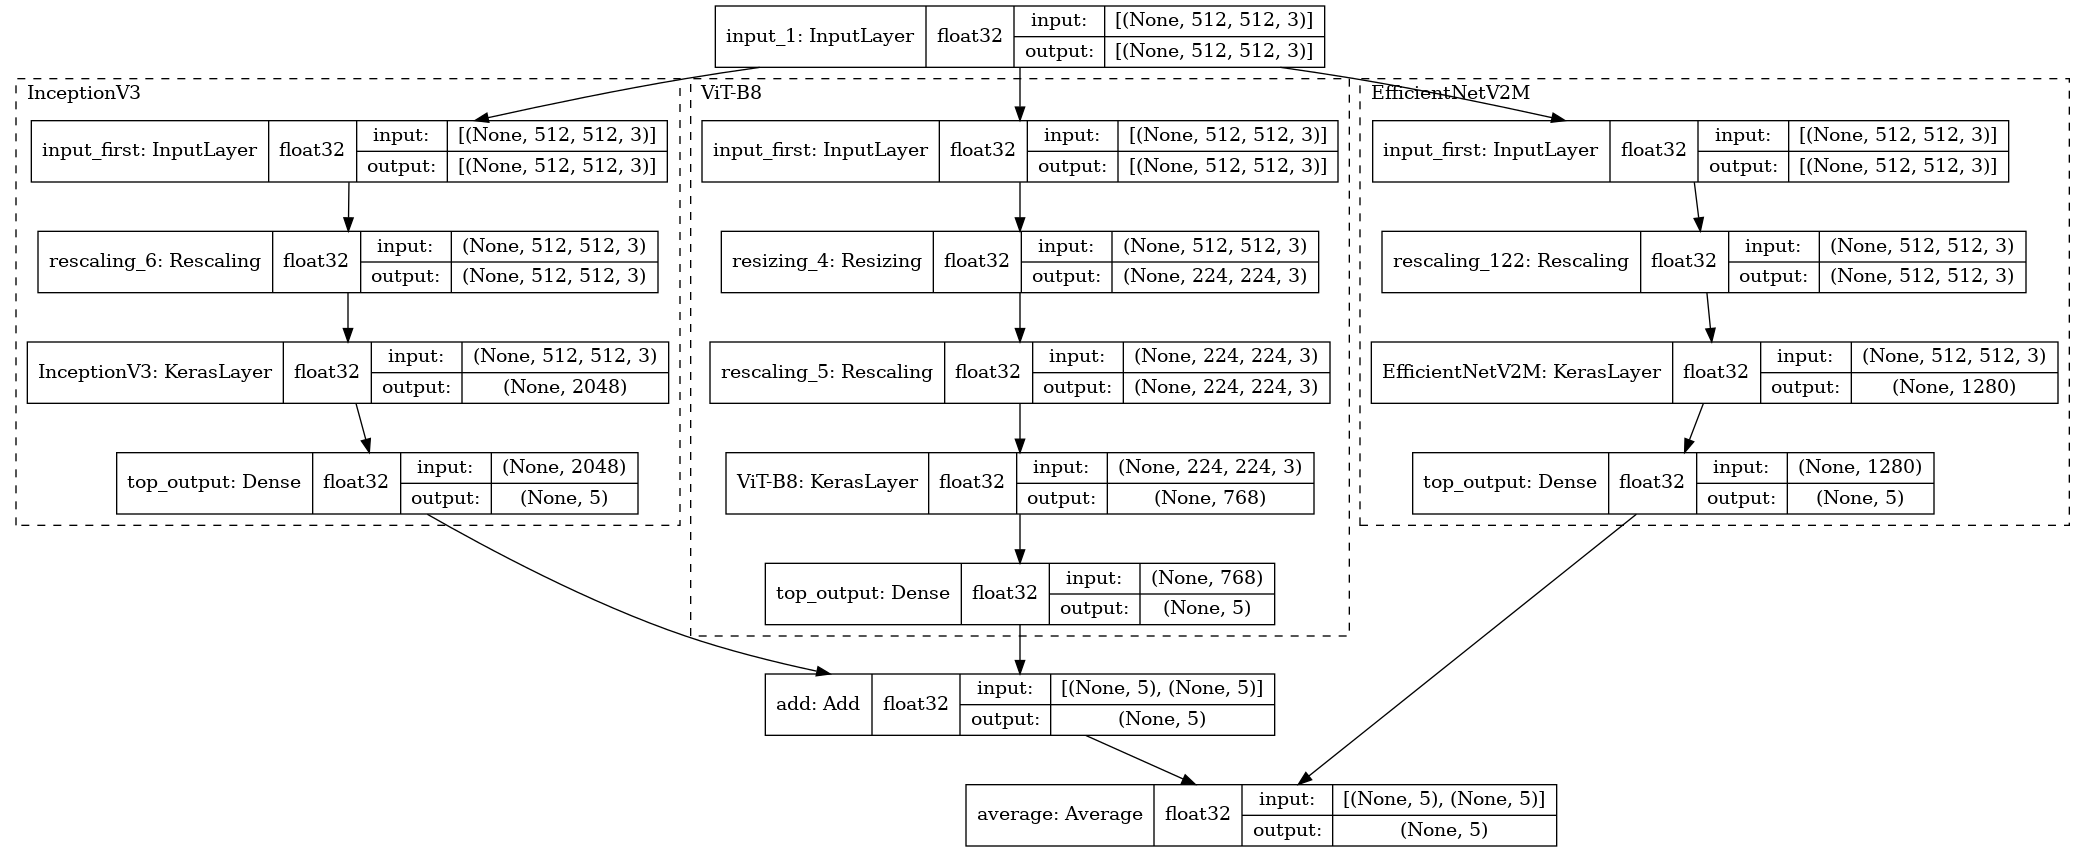 input_1: InputLayer float32 input: [(None, 512, 512, 3)]
output: [(None, 512, 512, 3)]
InceptionV3
input_first: InputLayer float32 input: [(None, 512, 512, 3)]
output: [(None, 512, 512, 3)]
rescaling_6: Rescaling float32 input: (None, 512, 512, 3)
output: (None, 512, 512, 3)
InceptionV3: KerasLayer float32 input: (None, 512, 512, 3)
output: (None, 2048)
top_output: Dense float32 input: (None, 2048)
output: (None, 5)
ViT-B8
input_first: InputLayer float32 input: [(None, 512, 512, 3)]
output: [(None, 512, 512, 3)]
resizing_4: Resizing float32 input: (None, 512, 512, 3)
output: (None, 224, 224, 3)
rescaling_5: Rescaling float32 input: (None, 224, 224, 3)
output: (None, 224, 224, 3)
ViT-B8: KerasLayer float32 input: (None, 224, 224, 3)
output: (None, 768)
top_output: Dense float32 input: (None, 768)
output: (None, 5)
EfficientNetV2M
input_first: InputLayer float32 input: [(None, 512, 512, 3)]
output: [(None, 512, 512, 3)]
rescaling_122: Rescaling float32 input: (None, 512, 512, 3)
output: (None, 512, 512, 3)
EfficientNetV2M: KerasLayer float32 input: (None, 512, 512, 3)
output: (None, 1280)
top_output: Dense float32 input: (None, 1280)
output: (None, 5)
add: Add float32 input: [(None, 5), (None, 5)]
output: (None, 5)
average: Average float32 input: [(None, 5), (None, 5)]
output: (None, 5)